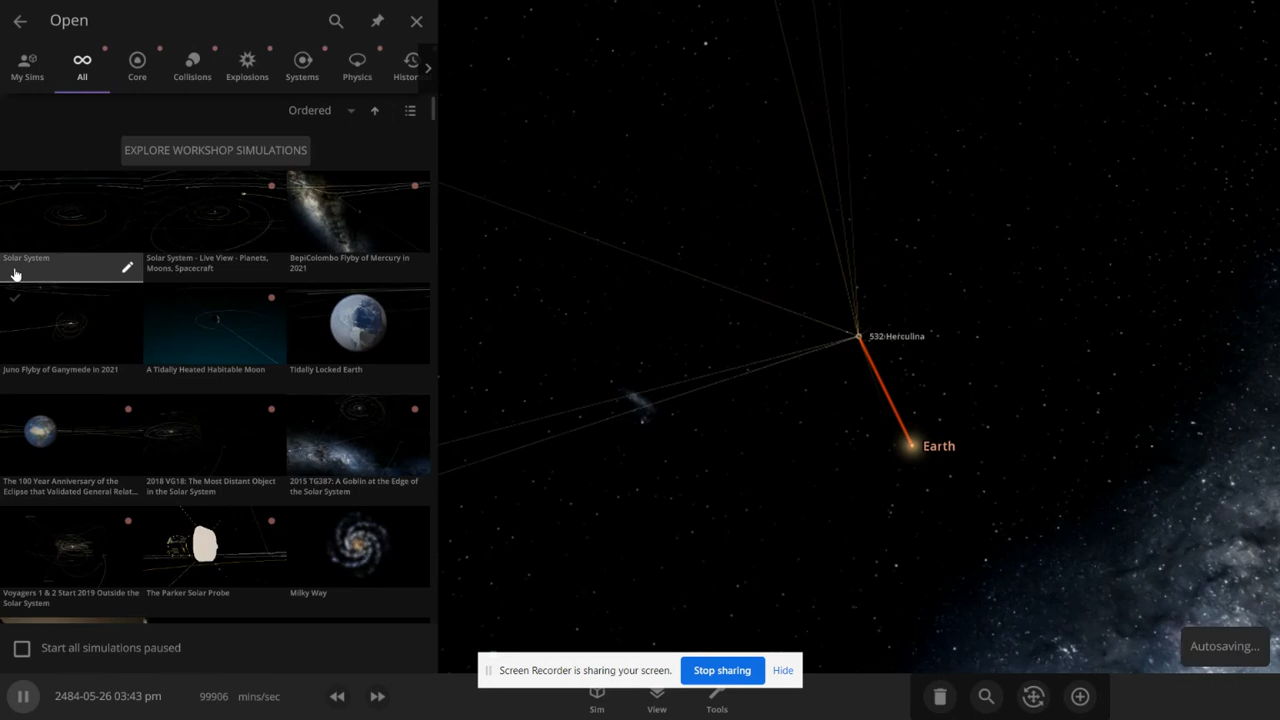 Open
My Sims
All
Core
Collisions
Explosions
Systems
Physics
Histor
Ordered
EXPLORE WORKSHOP SIMULATIONS
Solar System
Solar System - Live View - Planets,
Moons, Spacecraft
BepiColombo Flyby of Mercury in
2021
Juno Flyby of Ganymede in 2021
A Tidally Heated Habitable Moon
Tidally Locked Earth
The 100 Year Anniversary of the
Eclipse that Validated General Relat...
2018 VG18: The Most Distant Object
in the Solar System
2015 TG387: A Goblin at the Edge of
the Solar System
Voyagers 1 & 2 Start 2019 Outside the
Solar System
The Parker Solar Probe
Milky Way
Start all simulations paused
532 Herculina
Earth
Autosaving...
Screen Recorder is sharing your screen.
Stop sharing
Hide
2484-05-26 03:43 pm
99906 mins/sec
Sim
View
Tools